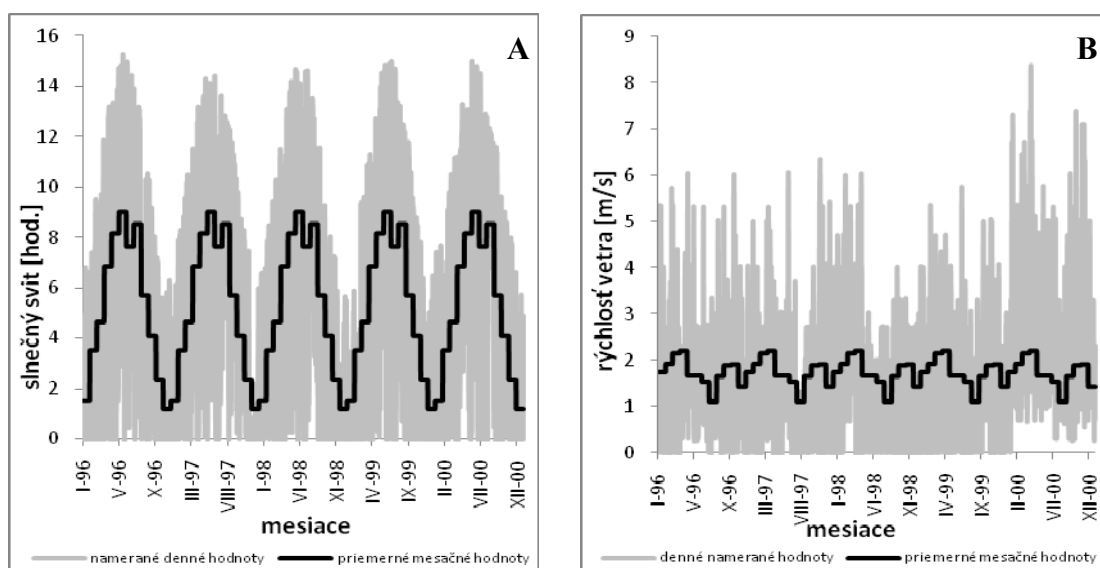 A
slnečný svit [hod.]
16
14
12
10
8
6
4
2
0
I-96
V-96
X-96
III-97
VIII-97
I-98
VI-98
XI-98
IV-99
IX-99
II-00
VII-00
XII-00
mesiace
namerané denné hodnoty
priemerné mesačné hodnoty
B
rýchlosť vetra [m/s]
9
8
7
6
5
4
3
2
1
0
I-96
V-96
X-96
III-97
VIII-97
I-98
VI-98
XI-98
IV-99
IX-99
II-00
VII-00
XII-00
mesiace
denné namerané hodnoty
priemerné mesačné hodnoty